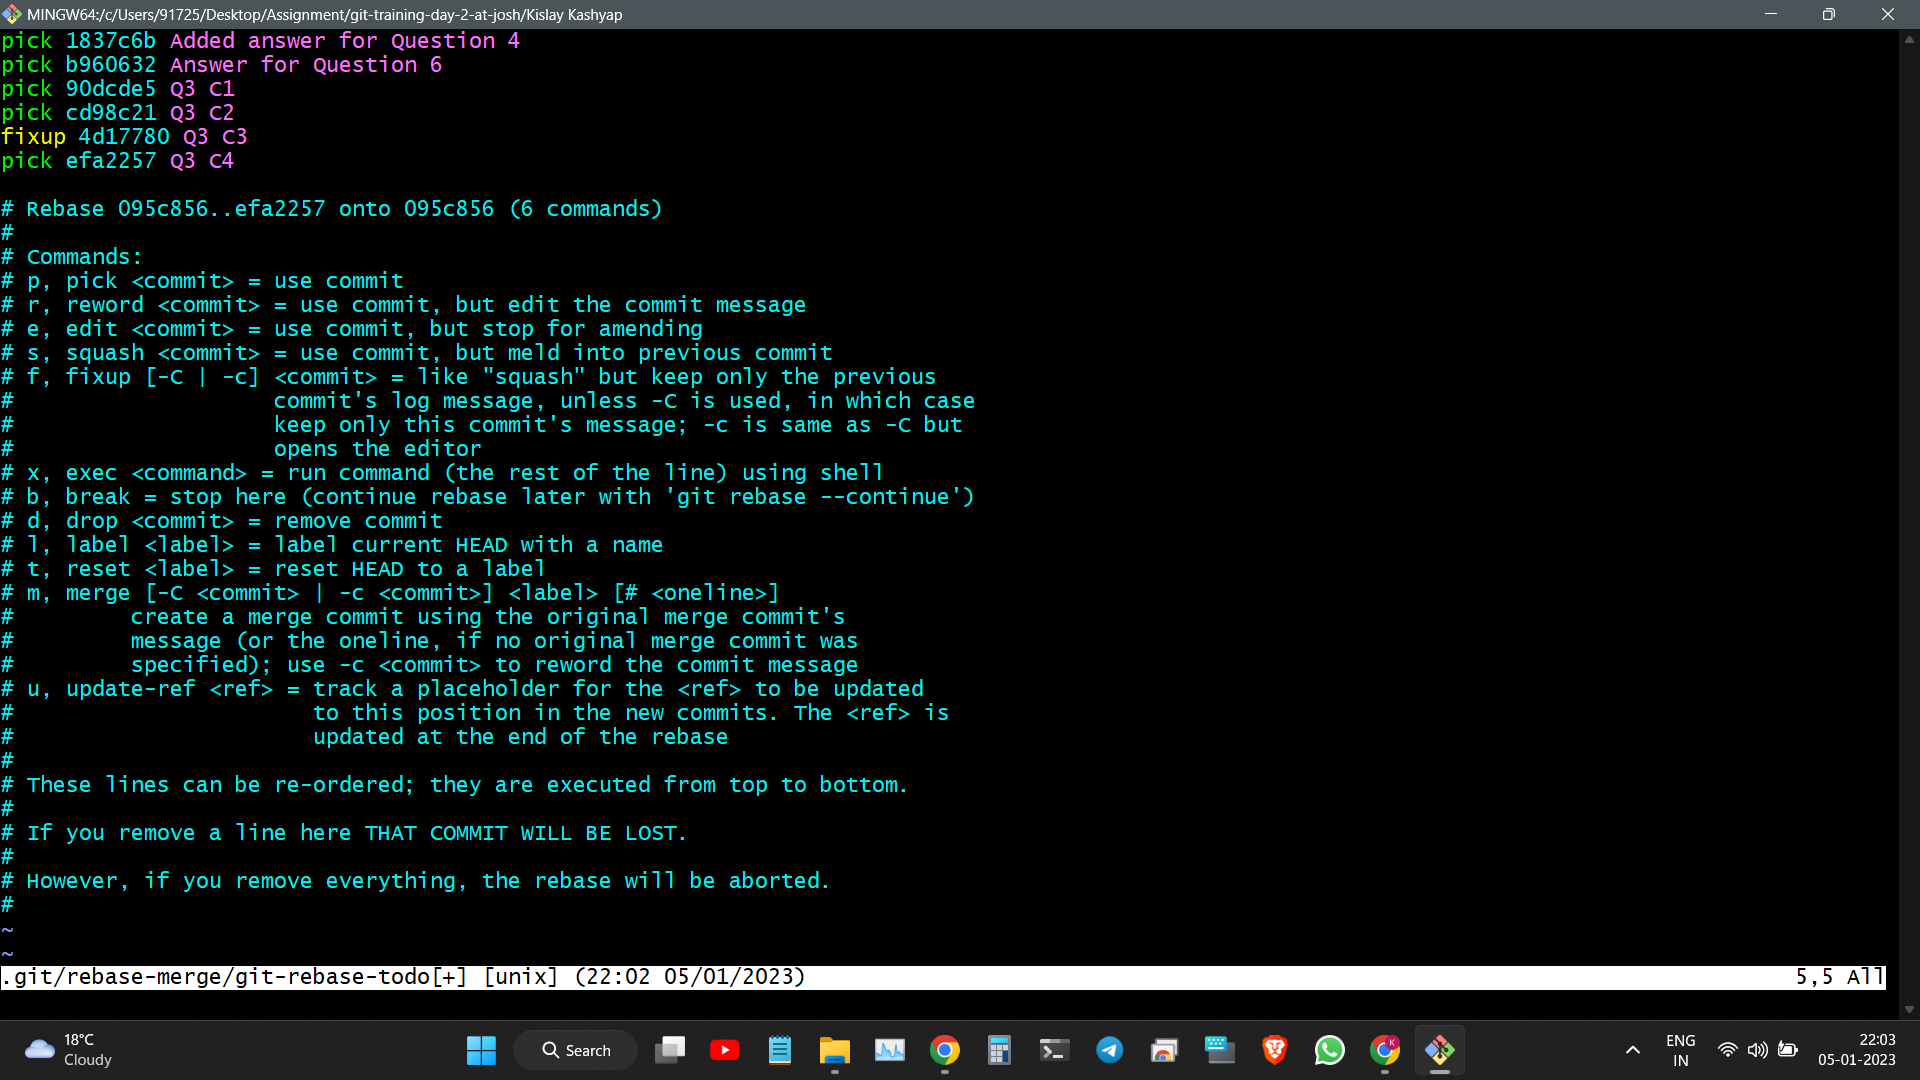 MINGW64:/c/Users/91725/Desktop/Assignment/git-training-day-2-at-josh/Kislay Kashyap
pick 1837c6b Added answer for Question 4
pick b960632 Answer for Question 6
pick 90dcde5 Q3 C1
pick cd98c21 Q3 C2
fixup 4d17780 Q3 C3
pick efa2257 Q3 C4
# Rebase 095c856..efa2257 onto 095c856 (6 commands)
#
# Commands:
# p, pick <commit> = use commit
# r, reword <commit> = use commit, but edit the commit message
# e, edit <commit> = use commit, but stop for amending
# s, squash <commit> = use commit, but meld into previous commit
# f, fixup [-C | -c] <commit> = like "squash" but keep only the previous
#                    commit's log message, unless -C is used, in which case
#                    keep only this commit's message; -c is same as -C but
#                    opens the editor
# x, exec <command> = run command (the rest of the line) using shell
# b, break = stop here (continue rebase later with 'git rebase --continue')
# d, drop <commit> = remove commit
# l, label <label> = label current HEAD with a name
# t, reset <label> = reset HEAD to a label
# m, merge [-C <commit> | -c <commit>] <label> [# <oneline>]
#         create a merge commit using the original merge commit's
#         message (or the oneline, if no original merge commit was
#         specified); use -c <commit> to reword the commit message
# u, update-ref <ref> = track a placeholder for the <ref> to be updated
#                       to this position in the new commits. The <ref> is
#                       updated at the end of the rebase
#
# These lines can be re-ordered; they are executed from top to bottom.
#
# If you remove a line here THAT COMMIT WILL BE LOST.
#
# However, if you remove everything, the rebase will be aborted.
#
~
~
.git/rebase-merge/git-rebase-todo[+] [unix] (22:02 05/01/2023) 5,5 All
18°C
Cloudy
Search
K
ENG
IN
22:03
05-01-2023